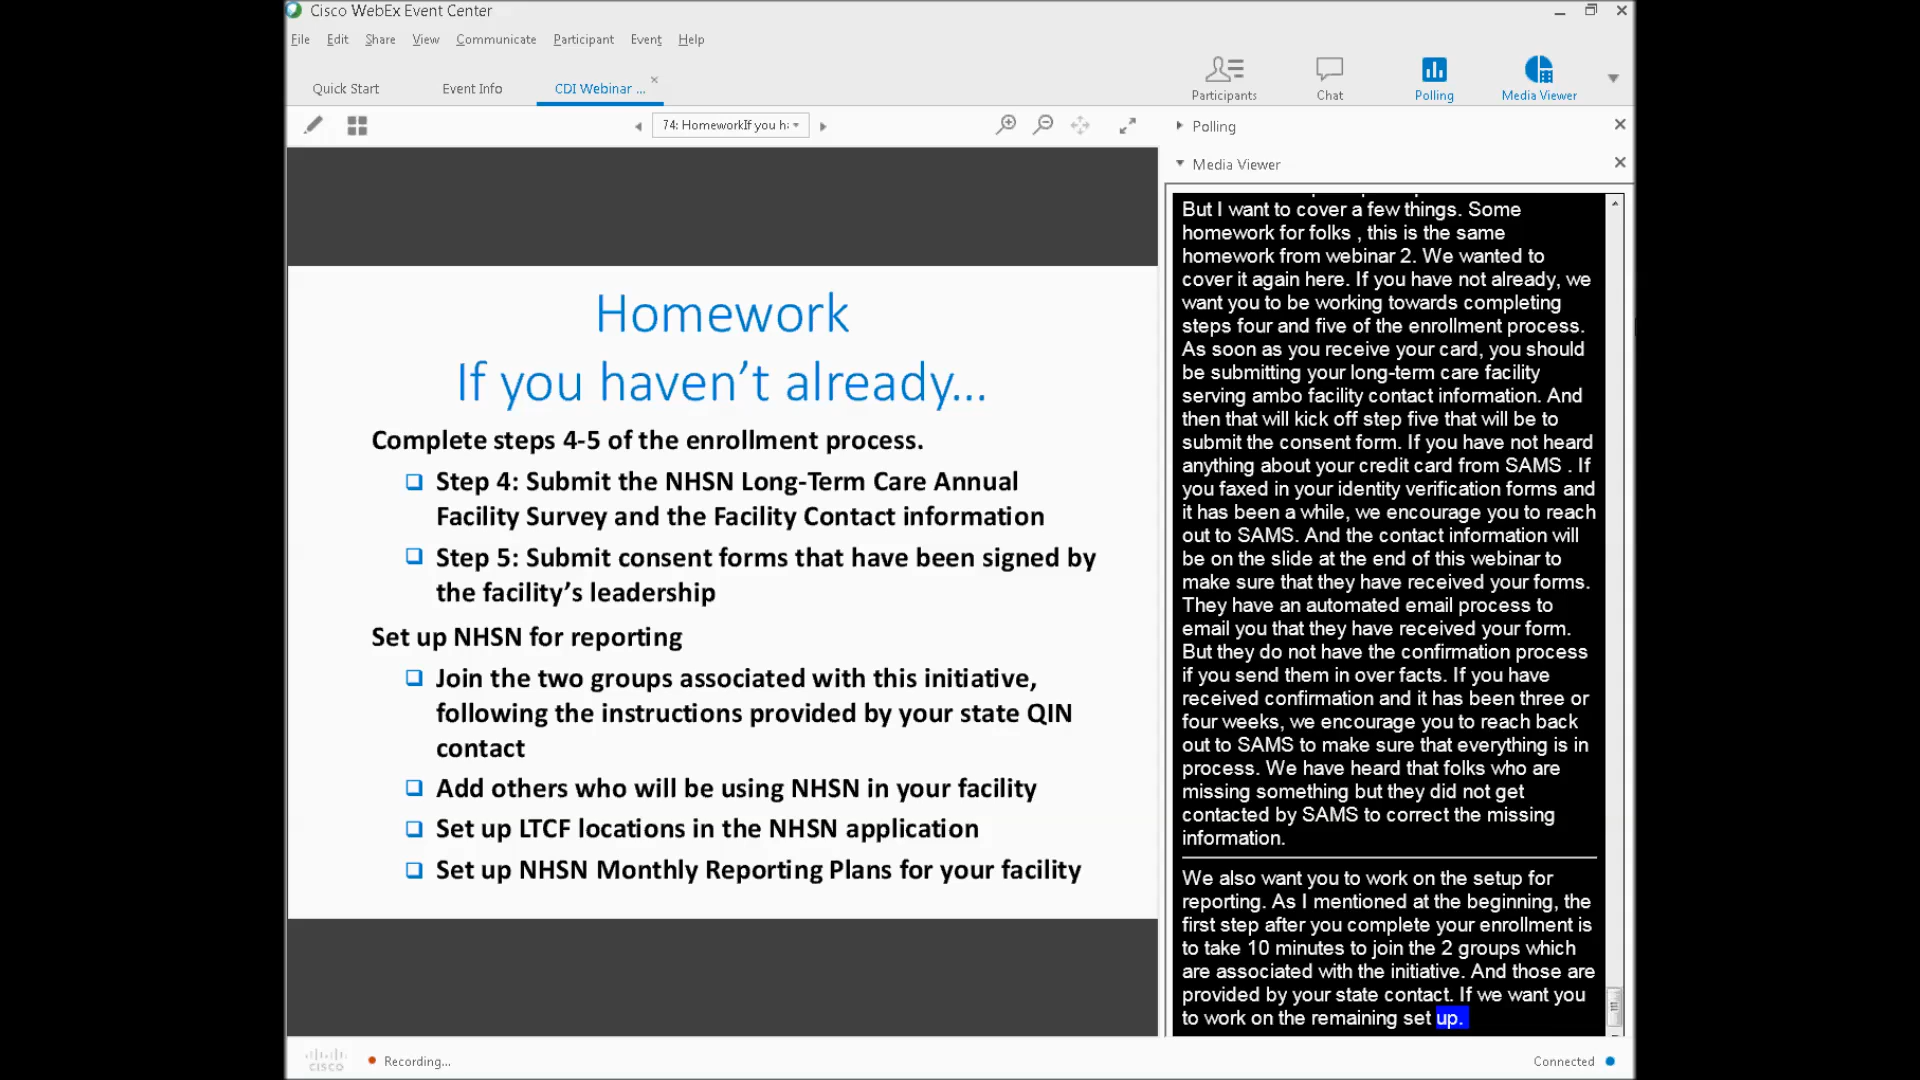 Cisco WebEx Event Center
File Edit Share View Communicate Participant Event Help
Quick Start Event Info CDI Webinar ...
Participants Chat Polling Media Viewer
74: HomeworkIf you h
Polling
Media Viewer
Homework
If you haven’t already...
Complete steps 4-5 of the enrollment process.
Step 4: Submit the NHSN Long-Term Care Annual
Facility Survey and the Facility Contact information
Step 5: Submit consent forms that have been signed by
the facility’s leadership
Set up NHSN for reporting
Join the two groups associated with this initiative,
following the instructions provided by your state QIN
contact
Add others who will be using NHSN in your facility
Set up LTCF locations in the NHSN application
Set up NHSN Monthly Reporting Plans for your facility
But I want to cover a few things. Some
homework for folks , this is the same
homework from webinar 2. We wanted to
cover it again here. If you have not already, we
want you to be working towards completing
steps four and five of the enrollment process.
As soon as you receive your card, you should
be submitting your long-term care facility
serving ambo facility contact information. And
then that will kick off step five that will be to
submit the consent form. If you have not heard
anything about your credit card from SAMS . If
you faxed in your identity verification forms and
it has been a while, we encourage you to reach
out to SAMS. And the contact information will
be on the slide at the end of this webinar to
make sure that they have received your forms.
They have an automated email process to
email you that they have received your form.
But they do not have the confirmation process
if you send them in over facts. If you have
received confirmation and it has been three or
four weeks, we encourage you to reach back
out to SAMS to make sure that everything is in
process. We have heard that folks who are
missing something but they did not get
contacted by SAMS to correct the missing
information.
We also want you to work on the setup for
reporting. As I mentioned at the beginning, the
first step after you complete your enrollment is
to take 10 minutes to join the 2 groups which
are associated with the initiative. And those are
provided by your state contact. If we want you
to work on the remaining set up.
cisco Recording...
Connected